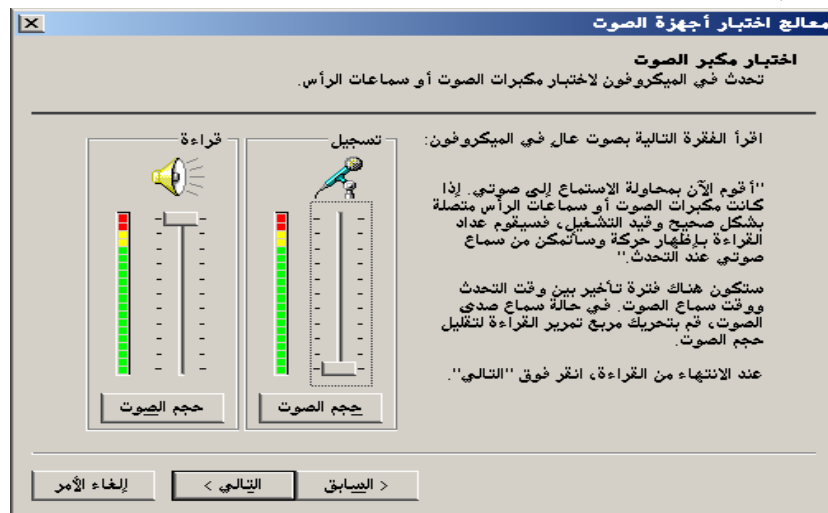 معالج اختبار أجهزة الصوت
اختبار مكبر الصوت
تحدث في الميكروفون لاختبار مكبرات الصوت أو سماعات الرأس.
اقرأ الفقرة التالية بصوت عالٍ في الميكروفون:
"أقوم الآن بمحاولة الاستماع إلى صوتي. إذا
كانت مكبرات الصوت أو سماعات الرأس متصلة
بشكل صحيح وقيد التشغيل، فسيقوم عداد
القراءة بإظهار حركة وسأتمكن من سماع
صوتي عند التحدث."
ستكون هناك فترة تأخير بين وقت التحدث
ووقت سماع الصوت. في حالة سماع صدى
الصوت، قم بتحريك مربع تمرير القراءة لتقليل
حجم الصوت.
عند الانتهاء من القراءة، انقر فوق "التالي".
تسجيل
حجم الصوت
قراءة
حجم الصوت
< السابق
التالي >
إلغاء الأمر